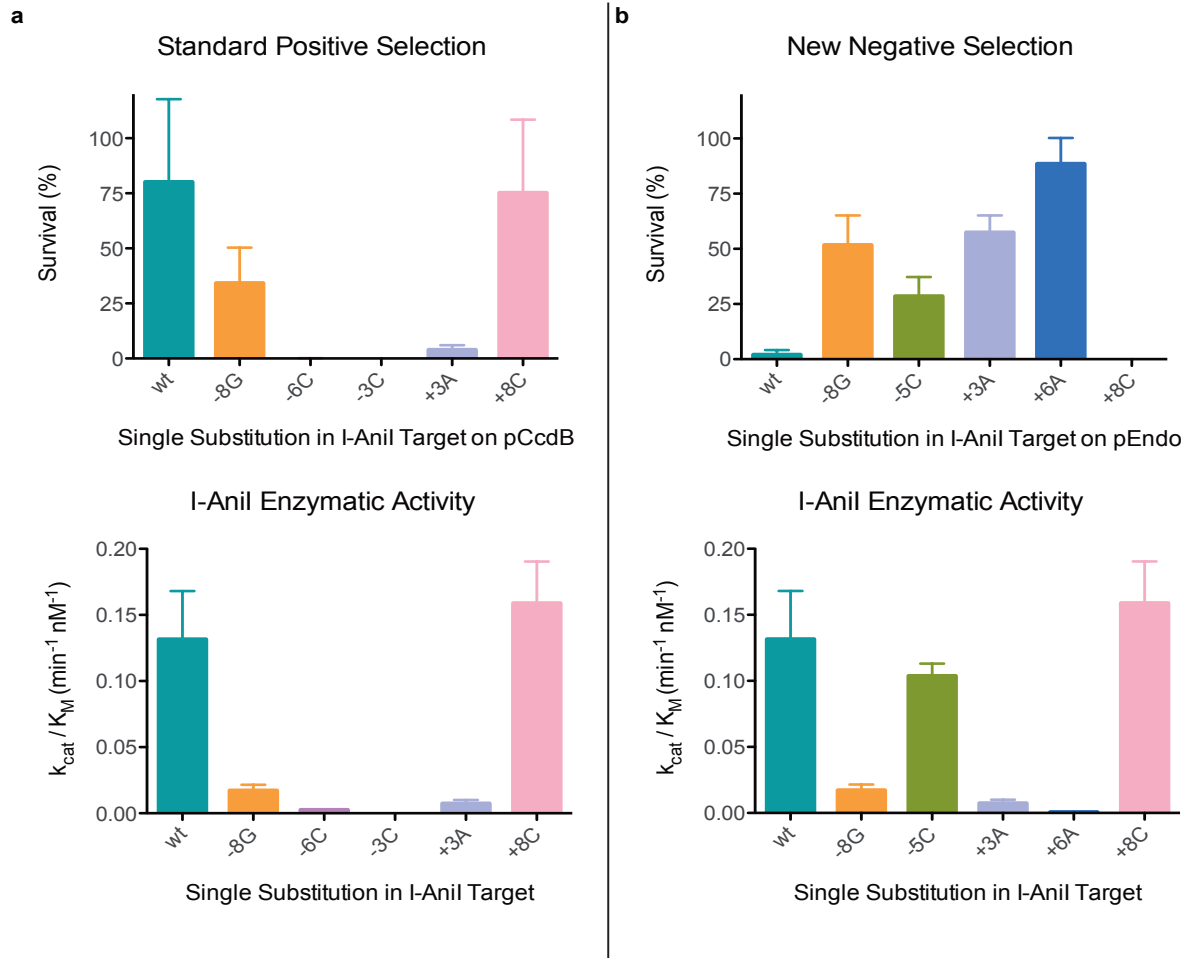 a
Standard Positive Selection
Survival (%)
100
75
50
25
0
wt
-8G
-6C
-3C
+3A
+8C
Single Substitution in I-AniI Target on pCcdB
I-AniI Enzymatic Activity
kcat / KM (min-1 nM-1)
0.20
0.15
0.10
0.05
0.00
wt
-8G
-6C
-3C
+3A
+8C
Single Substitution in I-AniI Target
b
New Negative Selection
Survival (%)
100
75
50
25
0
wt
-8G
-5C
+3A
+6A
+8C
Single Substitution in I-AniI Target on pEndo
I-AniI Enzymatic Activity
kcat / KM (min-1 nM-1)
0.20
0.15
0.10
0.05
0.00
wt
-8G
-5C
+3A
+6A
+8C
Single Substitution in I-AniI Target